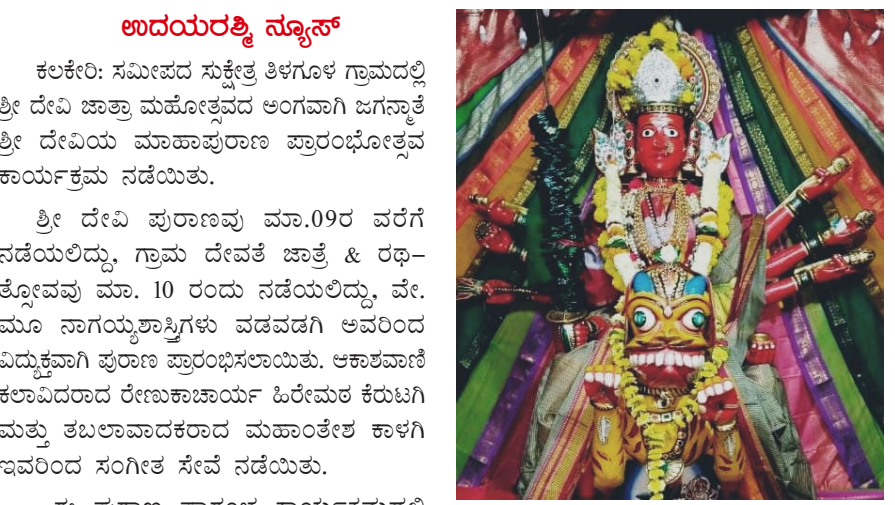 ಉದಯರಶ್ಮಿ ನ್ಯೂಸ್
ಕಲಕೇರಿ: ಸಮೀಪದ ಸುಕ್ಷೇತ್ರ ತಿಳಗೂಳ ಗ್ರಾಮದಲ್ಲಿ
ಶ್ರೀ ದೇವಿ ಜಾತ್ರಾ ಮಹೋತ್ಸವದ ಅಂಗವಾಗಿ ಜಗನ್ಮಾತೆ
ಶ್ರೀ ದೇವಿಯ ಮಾಹಾಪುರಾಣ ಪ್ರಾರಂಭೋತ್ಸವ
ಕಾರ್ಯಕ್ರಮ ನಡೆಯಿತು.
ಶ್ರೀ ದೇವಿ ಪುರಾಣವು ಮಾ.09ರ ವರೆಗೆ
ನಡೆಯಲಿದ್ದು, ಗ್ರಾಮ ದೇವತೆ ಜಾತ್ರೆ & ರಥ-
ತ್ಸೋವವು ಮಾ. 10 ರಂದು ನಡೆಯಲಿದ್ದು, ವೇ.
ಮೂ ನಾಗಯ್ಯಶಾಸ್ತ್ರಿಗಳು ವಡವಡಗಿ ಅವರಿಂದ
ವಿದ್ಯುಕ್ತವಾಗಿ ಪುರಾಣ ಪ್ರಾರಂಭಿಸಲಾಯಿತು. ಆಕಾಶವಾಣಿ
ಕಲಾವಿದರಾದ ರೇಣುಕಾಚಾರ್ಯ ಹಿರೇಮಠ ಕೆರುಟಗಿ
ಮತ್ತು ತಬಲಾವಾದಕರಾದ ಮಹಾಂತೇಶ ಕಾಳಗಿ
ಇವರಿಂದ ಸಂಗೀತ ಸೇವೆ ನಡೆಯಿತು.